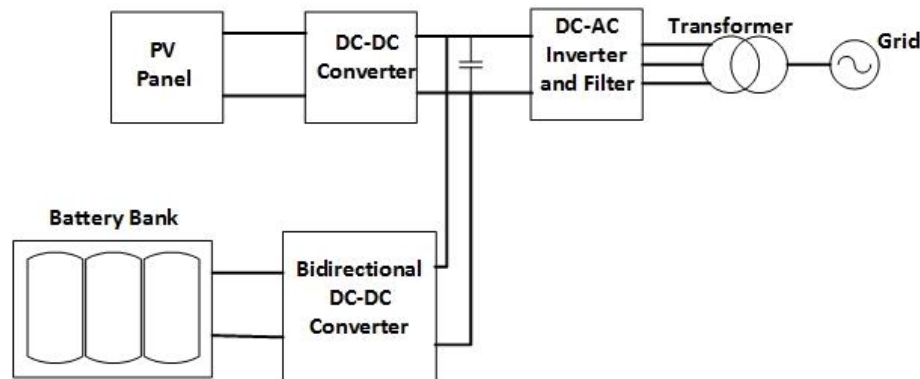 PV
Panel
DC-DC
Converter
DC-AC
Inverter
and Filter
Transformer
Grid
Battery Bank
Bidirectional
DC-DC
Converter